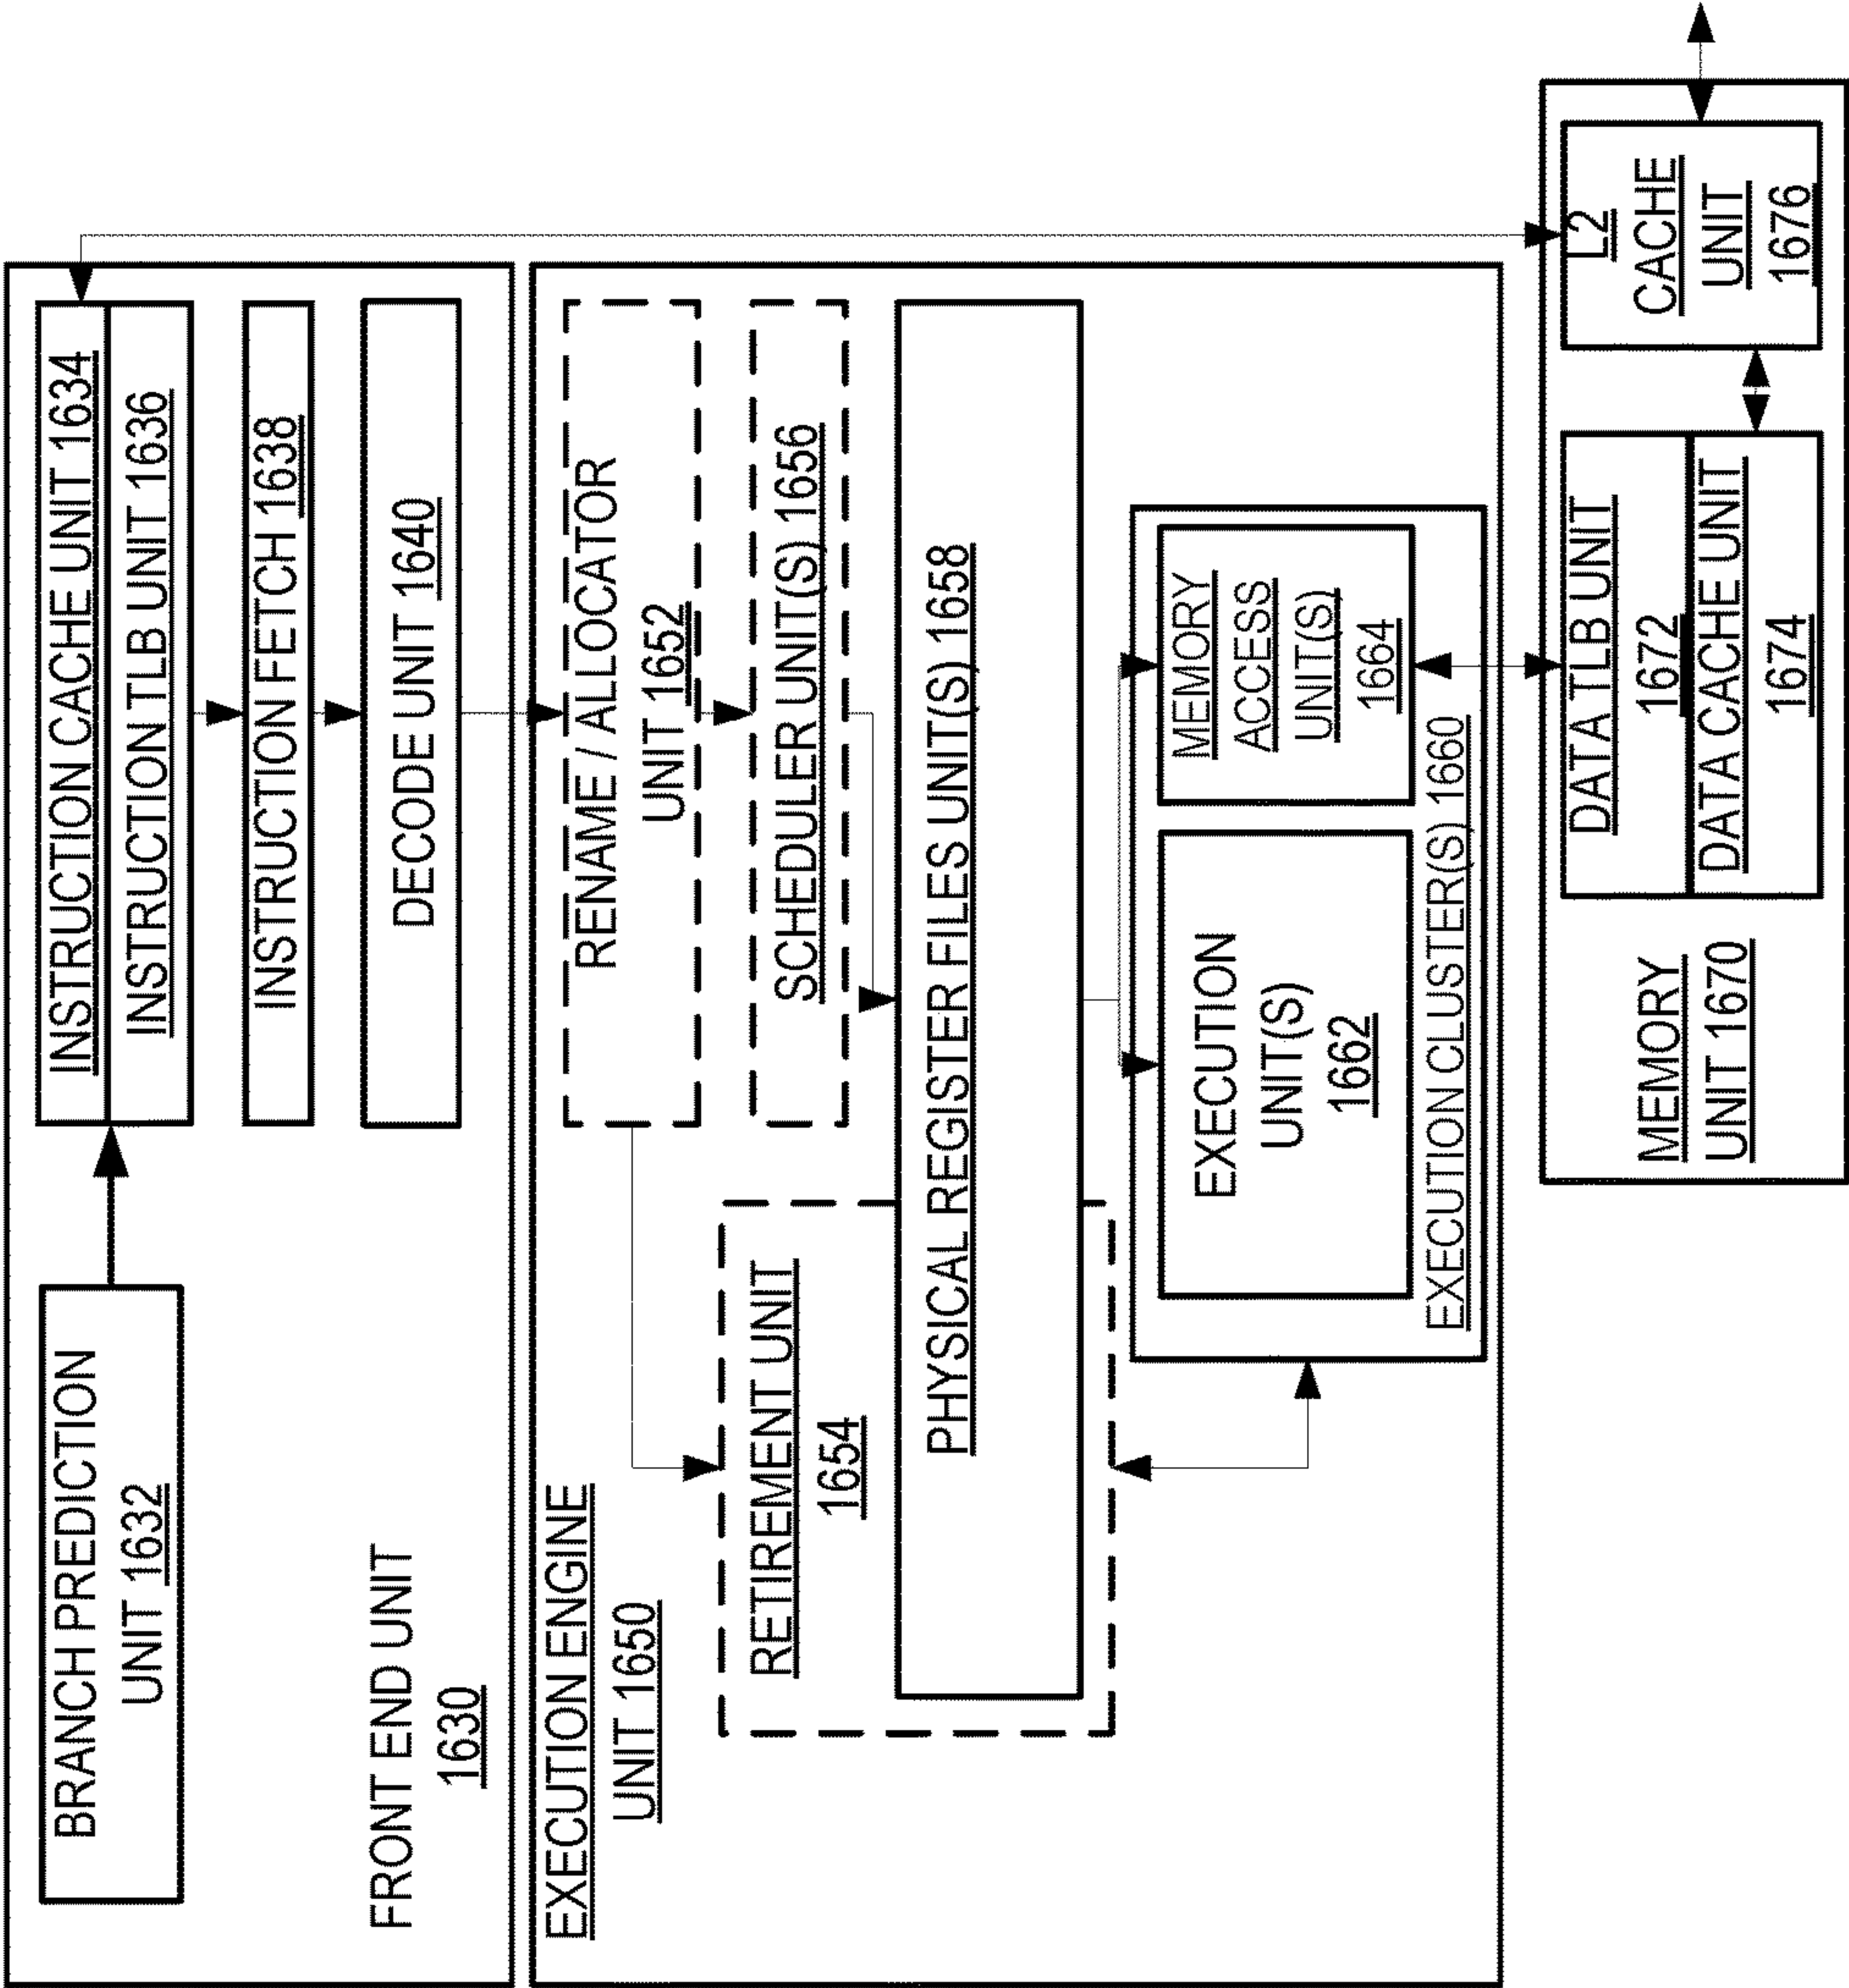 BRANCH PREDICTION
UNIT 1632
INSTRUCTION CACHE UNIT 1634
INSTRUCTION TLB UNIT 1636
INSTRUCTION FETCH 1638
DECODE UNIT 1640
FRONT END UNIT
1630
EXECUTION ENGINE
UNIT 1650
RENAME / ALLOCATOR
UNIT 1652
RETIREMENT UNIT
1654
SCHEDULER UNIT(S) 1656
PHYSICAL REGISTER FILES UNIT(S) 1658
EXECUTION
UNIT(S)
1662
MEMORY
ACCESS
UNIT(S)
1664
EXECUTION CLUSTER(S) 1660
MEMORY
UNIT 1670
DATA TLB UNIT
1672
DATA CACHE UNIT
1674
L2
CACHE
UNIT
1676